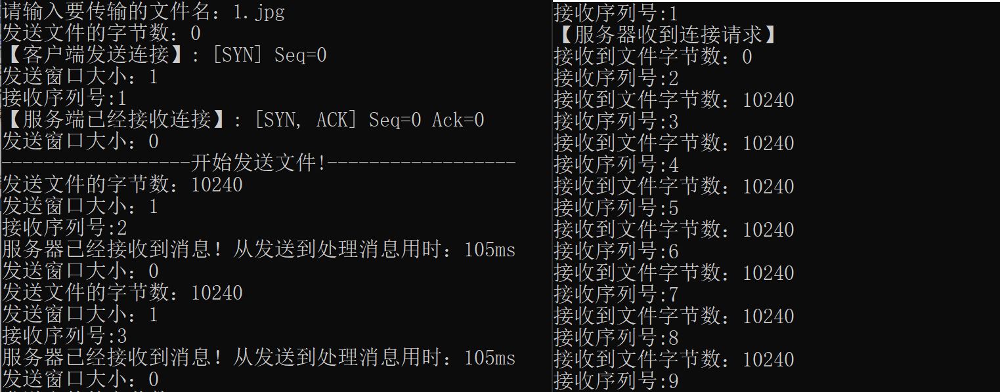 请输入要传输的文件名：1.jpg
发送文件的字节数：0
【客户端发送连接】：[SYN] Seq=0
发送窗口大小：1
接收序列号:1
【服务端已经接收连接】：[SYN, ACK] Seq=0 Ack=0
发送窗口大小：0
------------------开始发送文件!------------------
发送文件的字节数：10240
发送窗口大小：1
接收序列号:2
服务器已经接收到消息！从发送到处理消息用时：105ms
发送窗口大小：0
发送文件的字节数：10240
发送窗口大小：1
接收序列号:3
服务器已经接收到消息！从发送到处理消息用时：105ms
发送窗口大小：0
接收序列号:1
【服务器收到连接请求】
接收到文件字节数：0
接收序列号:2
接收到文件字节数：10240
接收序列号:3
接收到文件字节数：10240
接收序列号:4
接收到文件字节数：10240
接收序列号:5
接收到文件字节数：10240
接收序列号:6
接收到文件字节数：10240
接收序列号:7
接收到文件字节数：10240
接收序列号:8
接收到文件字节数：10240
接收序列号:9